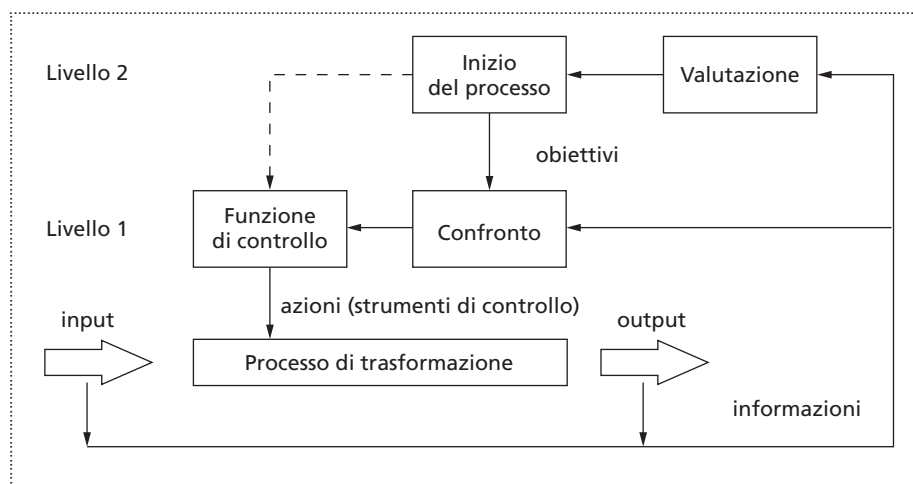 Livello 2
Inizio
del processo
Valutazione
obiettivi
Livello 1
Funzione
di controllo
Confronto
azioni (strumenti di controllo)
input
output
Processo di trasformazione
informazioni